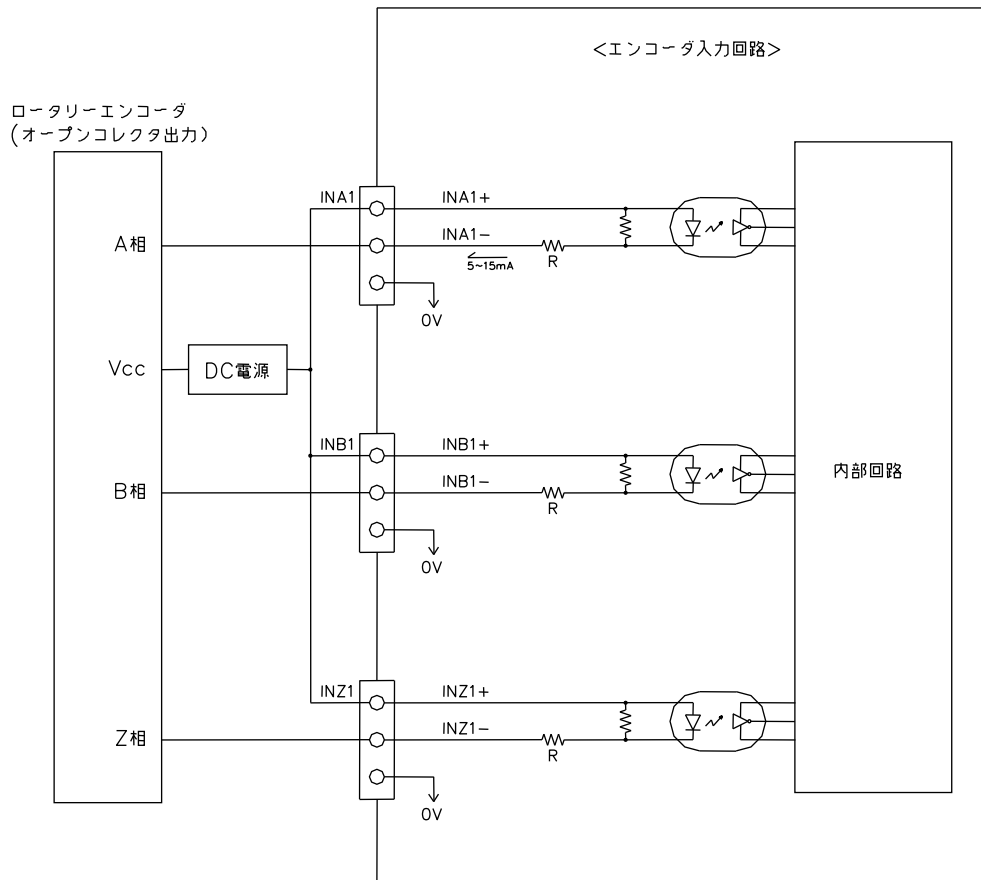 <エンコーダ入力回路>
ロータリーエンコーダ
(オープンコレクタ出力)
INA1
INA1+
A相
INA1-
5~15mA
R
0V
Vcc
DC電源
INB1
INB1+
B相
INB1-
R
0V
内部回路
INZ1
INZ1+
Z相
INZ1-
R
0V